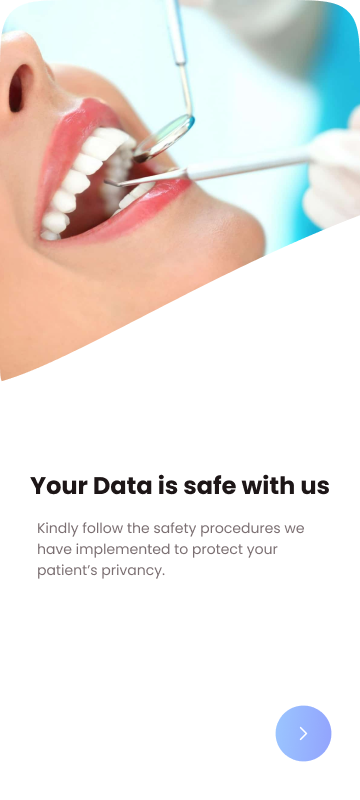 Your Data is safe with us
Kindly follow the safety procedures we
have implemented to protect your
patient's privancy.